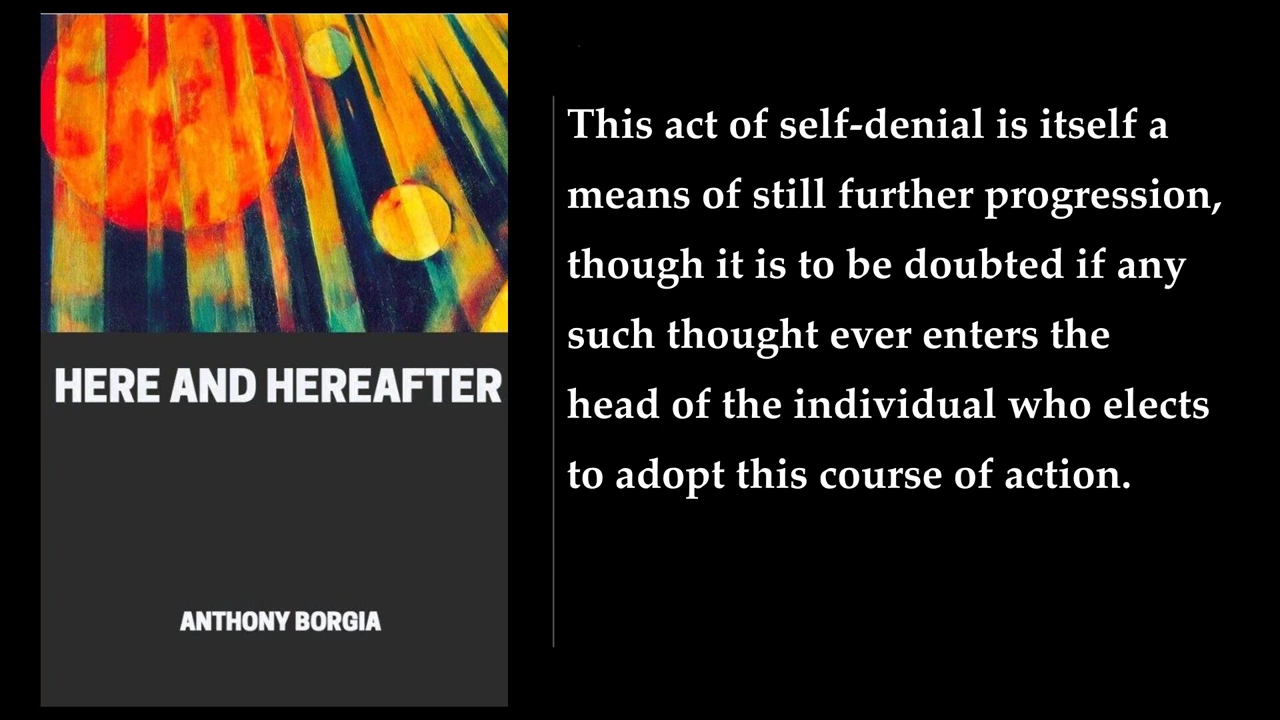 HERE AND HEREAFTER
ANTHONY BORGIA
This act of self-denial is itself a
means of still further progression,
though it is to be doubted if any
such thought ever enters the
head of the individual who elects
to adopt this course of action.